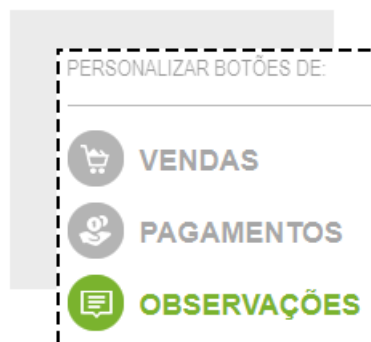 PERSONALIZAR BOTÕES DE:
VENDAS
PAGAMENTOS
OBSERVAÇÕES